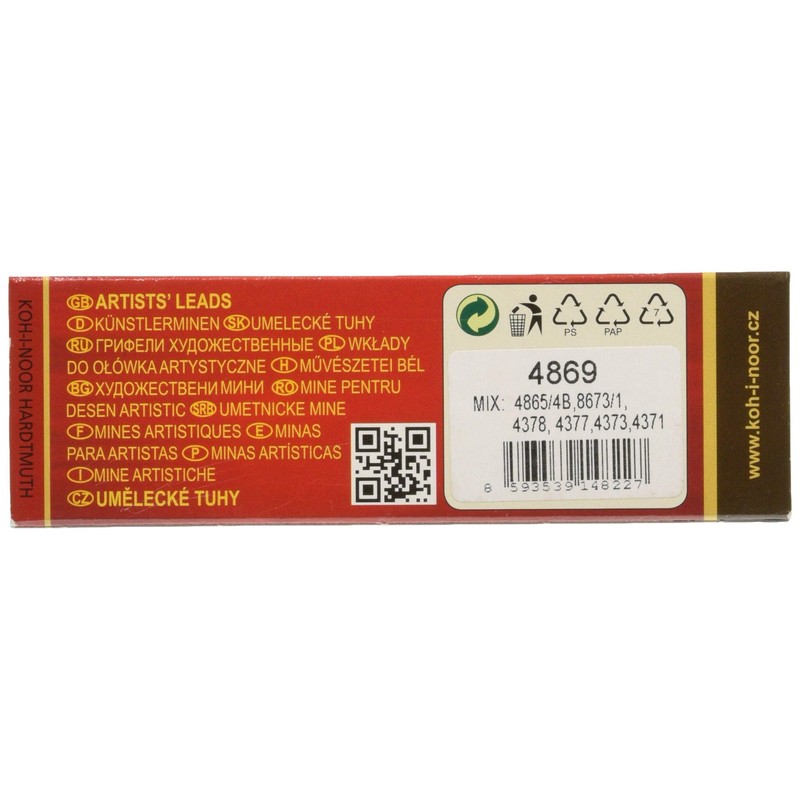 KOH-I-NOOR HARDTMUTH
GB ARTISTS' LEADS
D KÜNSTLERMINEN SK UMELECKÉ TUHY
RU ГРИФЕЛИ ХУДОЖЕСТВЕННЫЕ PL WKŁADY
DO OŁÓWKA ARTYSTYCZNE H MŰVÉSZETEI BÉL
BG ХУДОЖЕСТВЕНИ МИНИ RO MINE PENTRU
DESEN ARTISTIC SRB UMETNICKE MINE
F MINES ARTISTIQUES E MINAS
PARA ARTISTAS P MINAS ARTÍSTICAS
I MINE ARTISTICHE
CZ UMĚLECKÉ TUHY
PS PAP 7
4869
MIX: 4865/4B,8673/1,
4378, 4377,4373,4371
8 593539 148227
www.koh-i-noor.cz